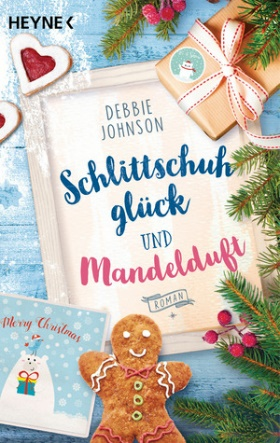 HEYNE
DEBBIE
JOHNSON
Schlittschuh
glück
UND
Mandelduft
ROMAN
Merry Christmas